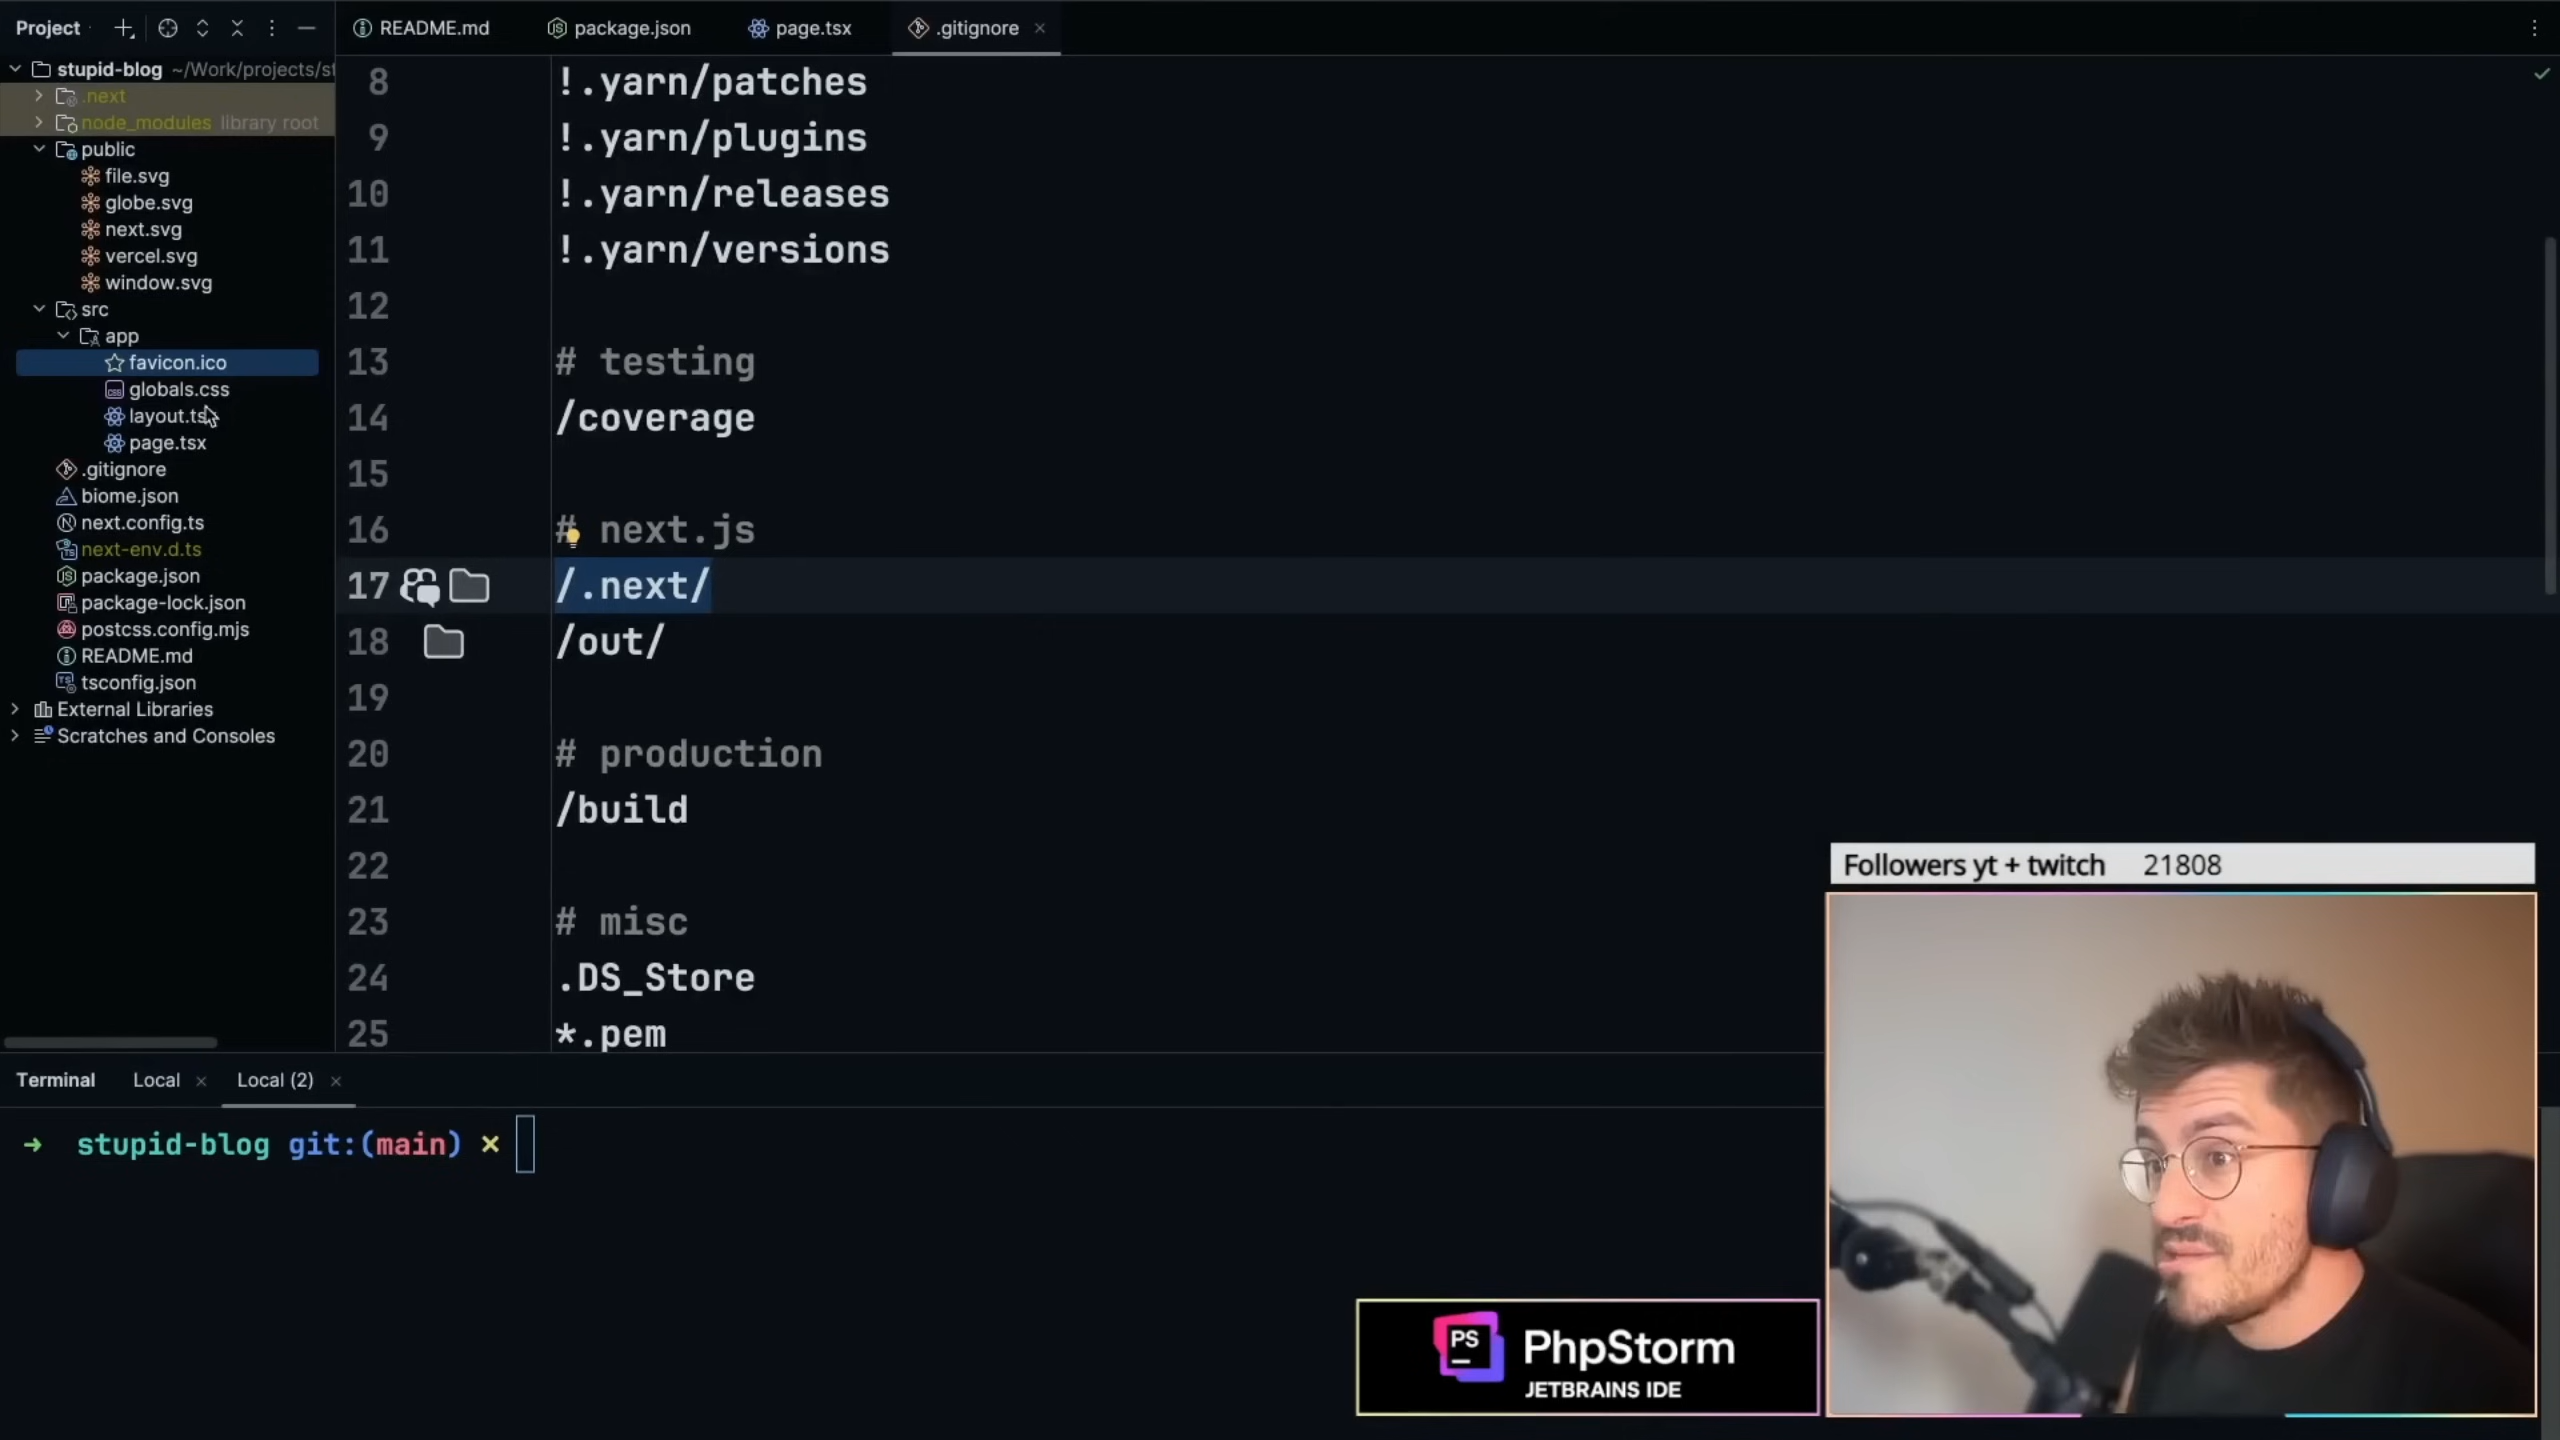 Project
README.md
package.json
page.tsx
.gitignore
stupid-blog ~/Work/projects/st
.next
node_modules library root
public
file.svg
globe.svg
next.svg
vercel.svg
window.svg
src
app
favicon.ico
globals.css
layout.ts
page.tsx
.gitignore
biome.json
next.config.ts
next-env.d.ts
package.json
package-lock.json
postcss.config.mjs
README.md
tsconfig.json
External Libraries
Scratches and Consoles
8 !.yarn/patches
9 !.yarn/plugins
10 !.yarn/releases
11 !.yarn/versions
12
13 # testing
14 /coverage
15
16 # next.js
17 /.next/
18 /out/
19
20 # production
21 /build
22
23 # misc
24 .DS_Store
25 *.pem
Followers yt + twitch 21808
Terminal Local Local (2)
➜ stupid-blog git:(main) ×
PS
PhpStorm
JETBRAINS IDE